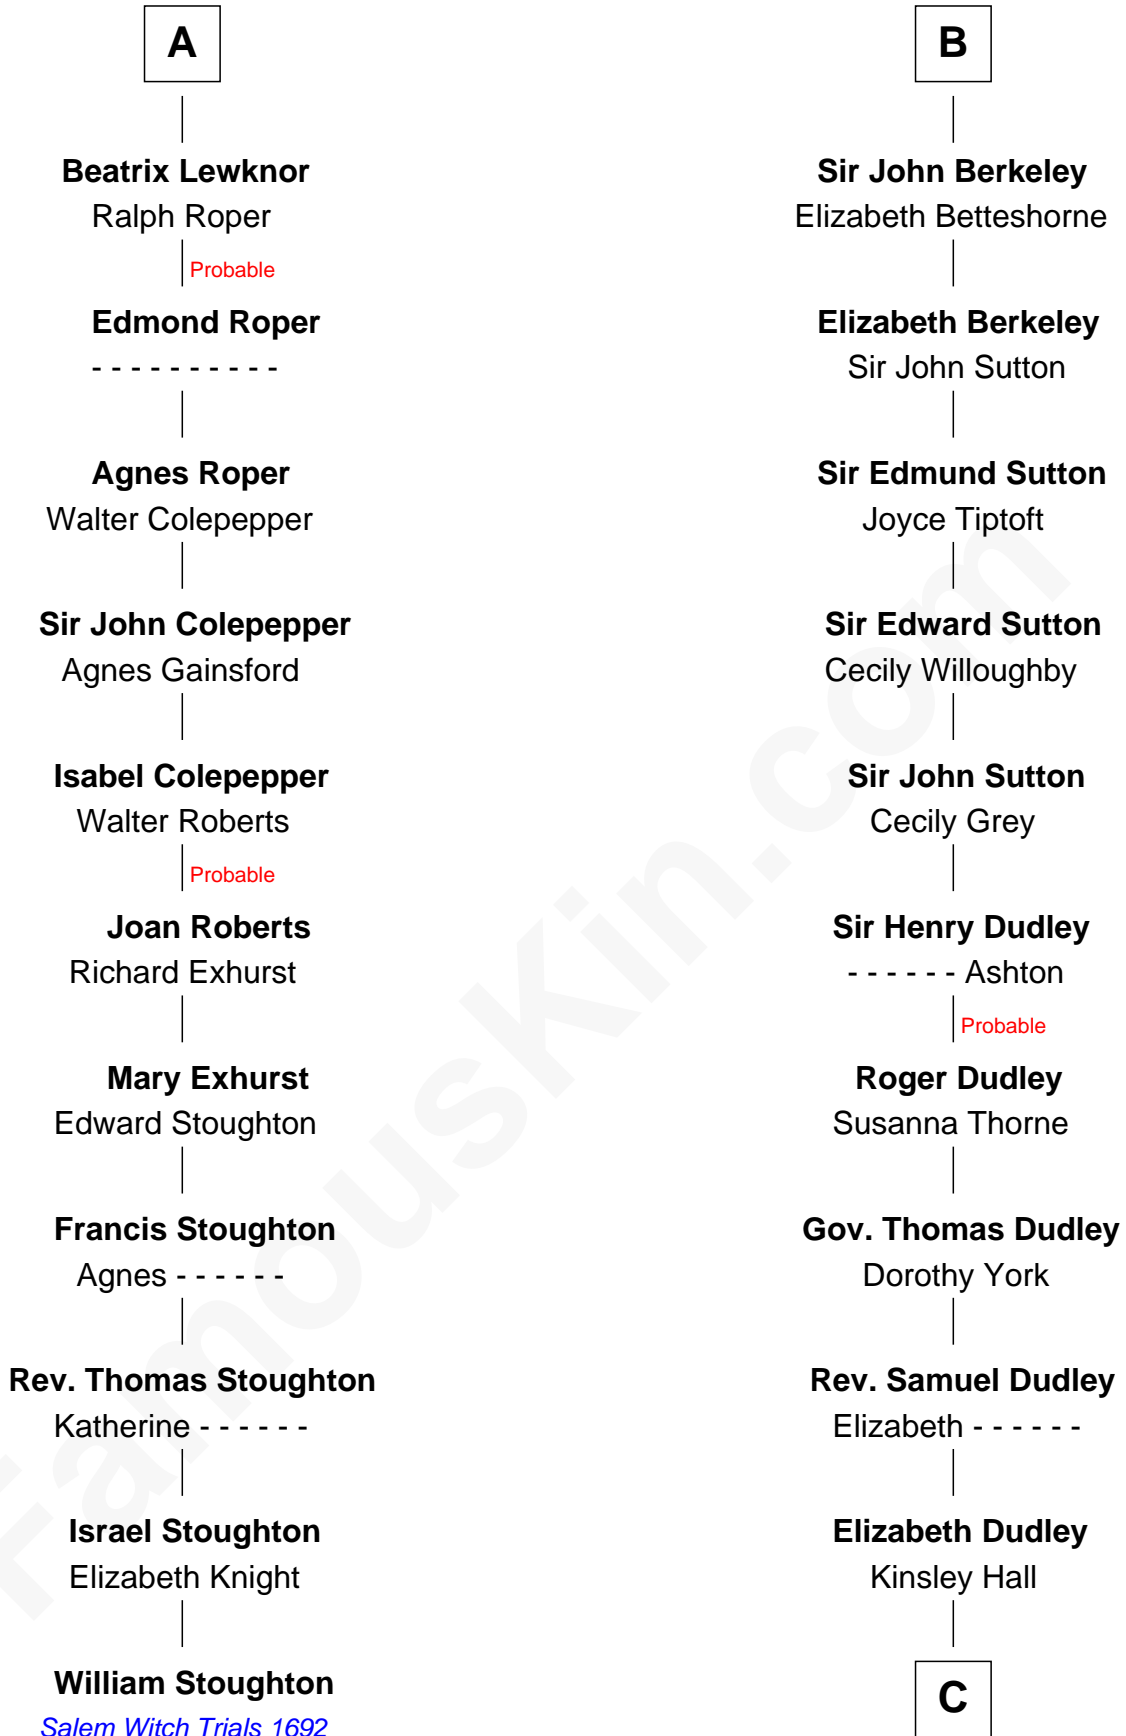 A
Beatrix Lewknor
Ralph Roper
Probable
Edmond Roper
- - - - - - - - - -
Agnes Roper
Walter Colepepper
Sir John Colepepper
Agnes Gainsford
Isabel Colepepper
Walter Roberts
Probable
Joan Roberts
Richard Exhurst
Mary Exhurst
Edward Stoughton
Francis Stoughton
Agnes - - - - - -
Rev. Thomas Stoughton
Katherine - - - - - -
Israel Stoughton
Elizabeth Knight
William Stoughton
Salem Witch Trials 1692
B
Sir John Berkeley
Elizabeth Betteshorne
Elizabeth Berkeley
Sir John Sutton
Sir Edmund Sutton
Joyce Tiptoft
Sir Edward Sutton
Cecily Willoughby
Sir John Sutton
Cecily Grey
Sir Henry Dudley
- - - - - - Ashton
Probable
Roger Dudley
Susanna Thorne
Gov. Thomas Dudley
Dorothy York
Rev. Samuel Dudley
Elizabeth - - - - - -
Elizabeth Dudley
Kinsley Hall
C
FamousKin.com